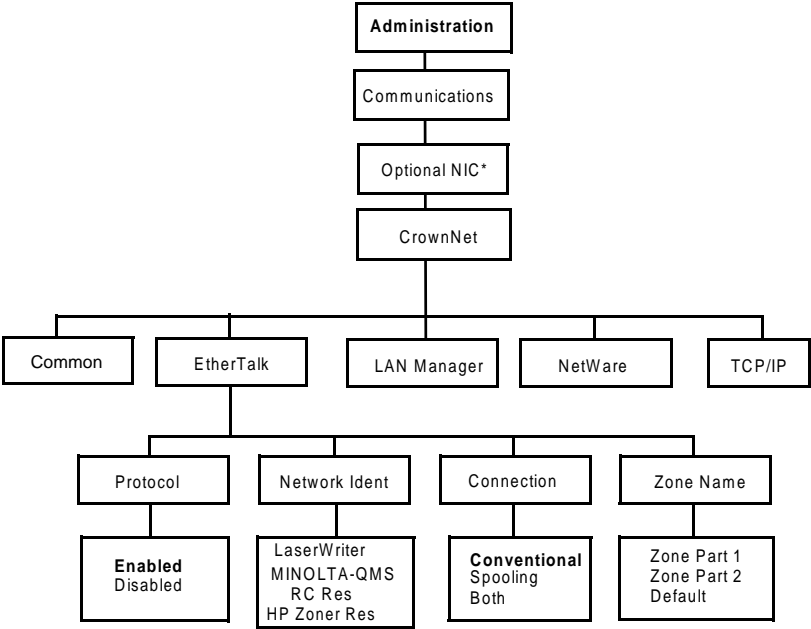 Administration
Communications
Optional NIC*
CrownNet
Common
EtherTalk
LAN Manager
NetWare
TCP/IP
Protocol
Network Ident
Connection
Zone Name
Enabled
Disabled
LaserWriter
MINOLTA-QMS
RC Res
HP Zoner Res
Conventional
Spooling
Both
Zone Part 1
Zone Part 2
Default